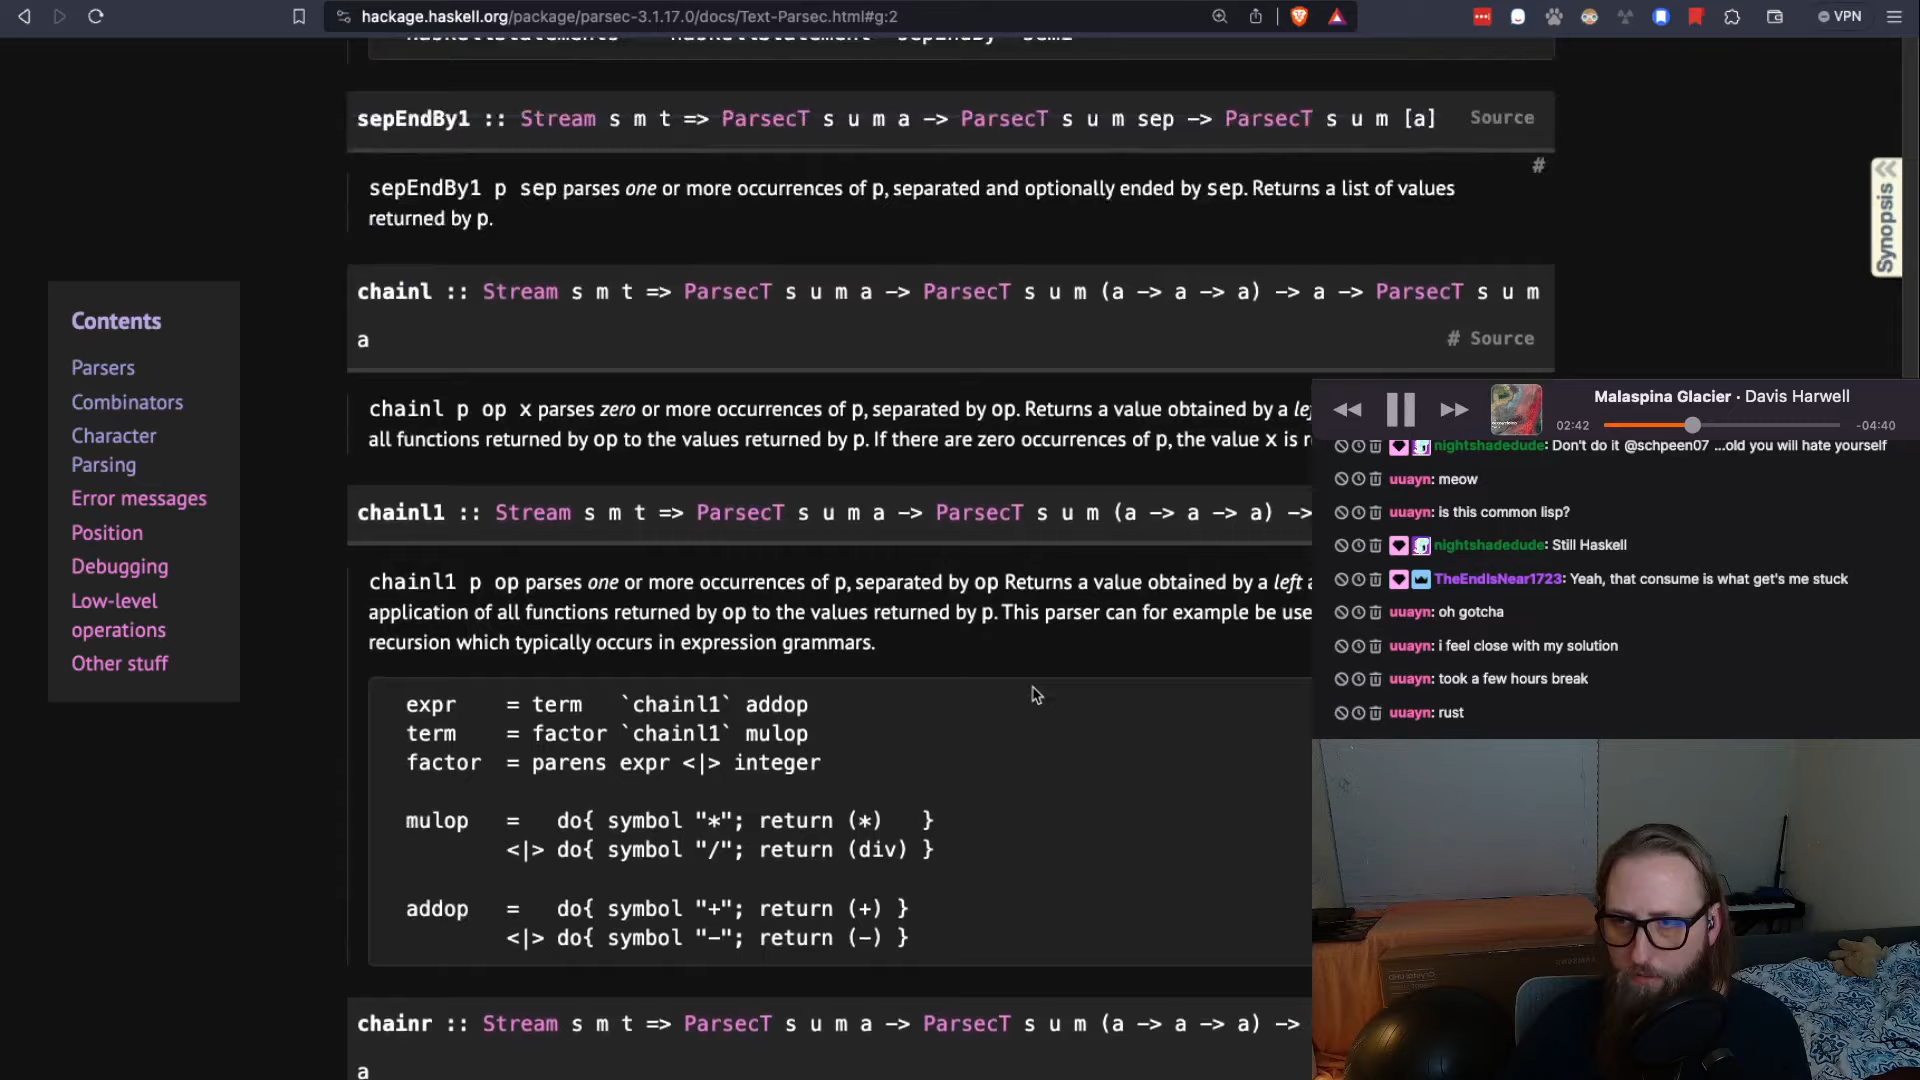 hackage.haskell.org/package/parsec-3.1.17.0/docs/Text-Parsec.html#g:2
VPN
sepEndBy1 :: Stream s m t => ParsecT s u m a -> ParsecT s u m sep -> ParsecT s u m [a] Source
#
sepEndBy1 p sep parses one or more occurrences of p, separated and optionally ended by sep. Returns a list of values
returned by p.
Synopsis
chainl :: Stream s m t => ParsecT s u m a -> ParsecT s u m (a -> a -> a) -> a -> ParsecT s u m
a # Source
chainl p op x parses zero or more occurrences of p, separated by op. Returns a value obtained by a
all functions returned by op to the values returned by p. If there are zero occurrences of p, the value x is
chainl1 :: Stream s m t => ParsecT s u m a -> ParsecT s u m (a -> a -> a) ->
chainl1 p op parses one or more occurrences of p, separated by op Returns a value obtained by a left
application of all functions returned by op to the values returned by p. This parser can for example be use
recursion which typically occurs in expression grammars.
expr = term `chainl1` addop
term = factor `chainl1` mulop
factor = parens expr <|> integer
mulop = do{ symbol "*"; return (*) }
<|> do{ symbol "/"; return (div) }
addop = do{ symbol "+"; return (+) }
<|> do{ symbol "-"; return (-) }
chainr :: Stream s m t => ParsecT s u m a -> ParsecT s u m (a -> a -> a) ->
a
Contents
Parsers
Combinators
Character
Parsing
Error messages
Position
Debugging
Low-level
operations
Other stuff
Malaspina Glacier · Davis Harwell
02:42 -04:40
nightshadedude: Don't do it @schpeen07 ...old you will hate yourself
uuayn: meow
uuayn: is this common lisp?
nightshadedude: Still Haskell
TheEndIsNear1723: Yeah, that consume is what get's me stuck
uuayn: oh gotcha
uuayn: i feel close with my solution
uuayn: took a few hours break
uuayn: rust